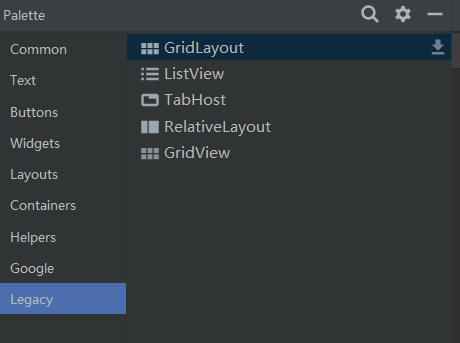 Palette
Common
Text
Buttons
Widgets
Layouts
Containers
Helpers
Google
Legacy
GridLayout
ListView
TabHost
RelativeLayout
GridView